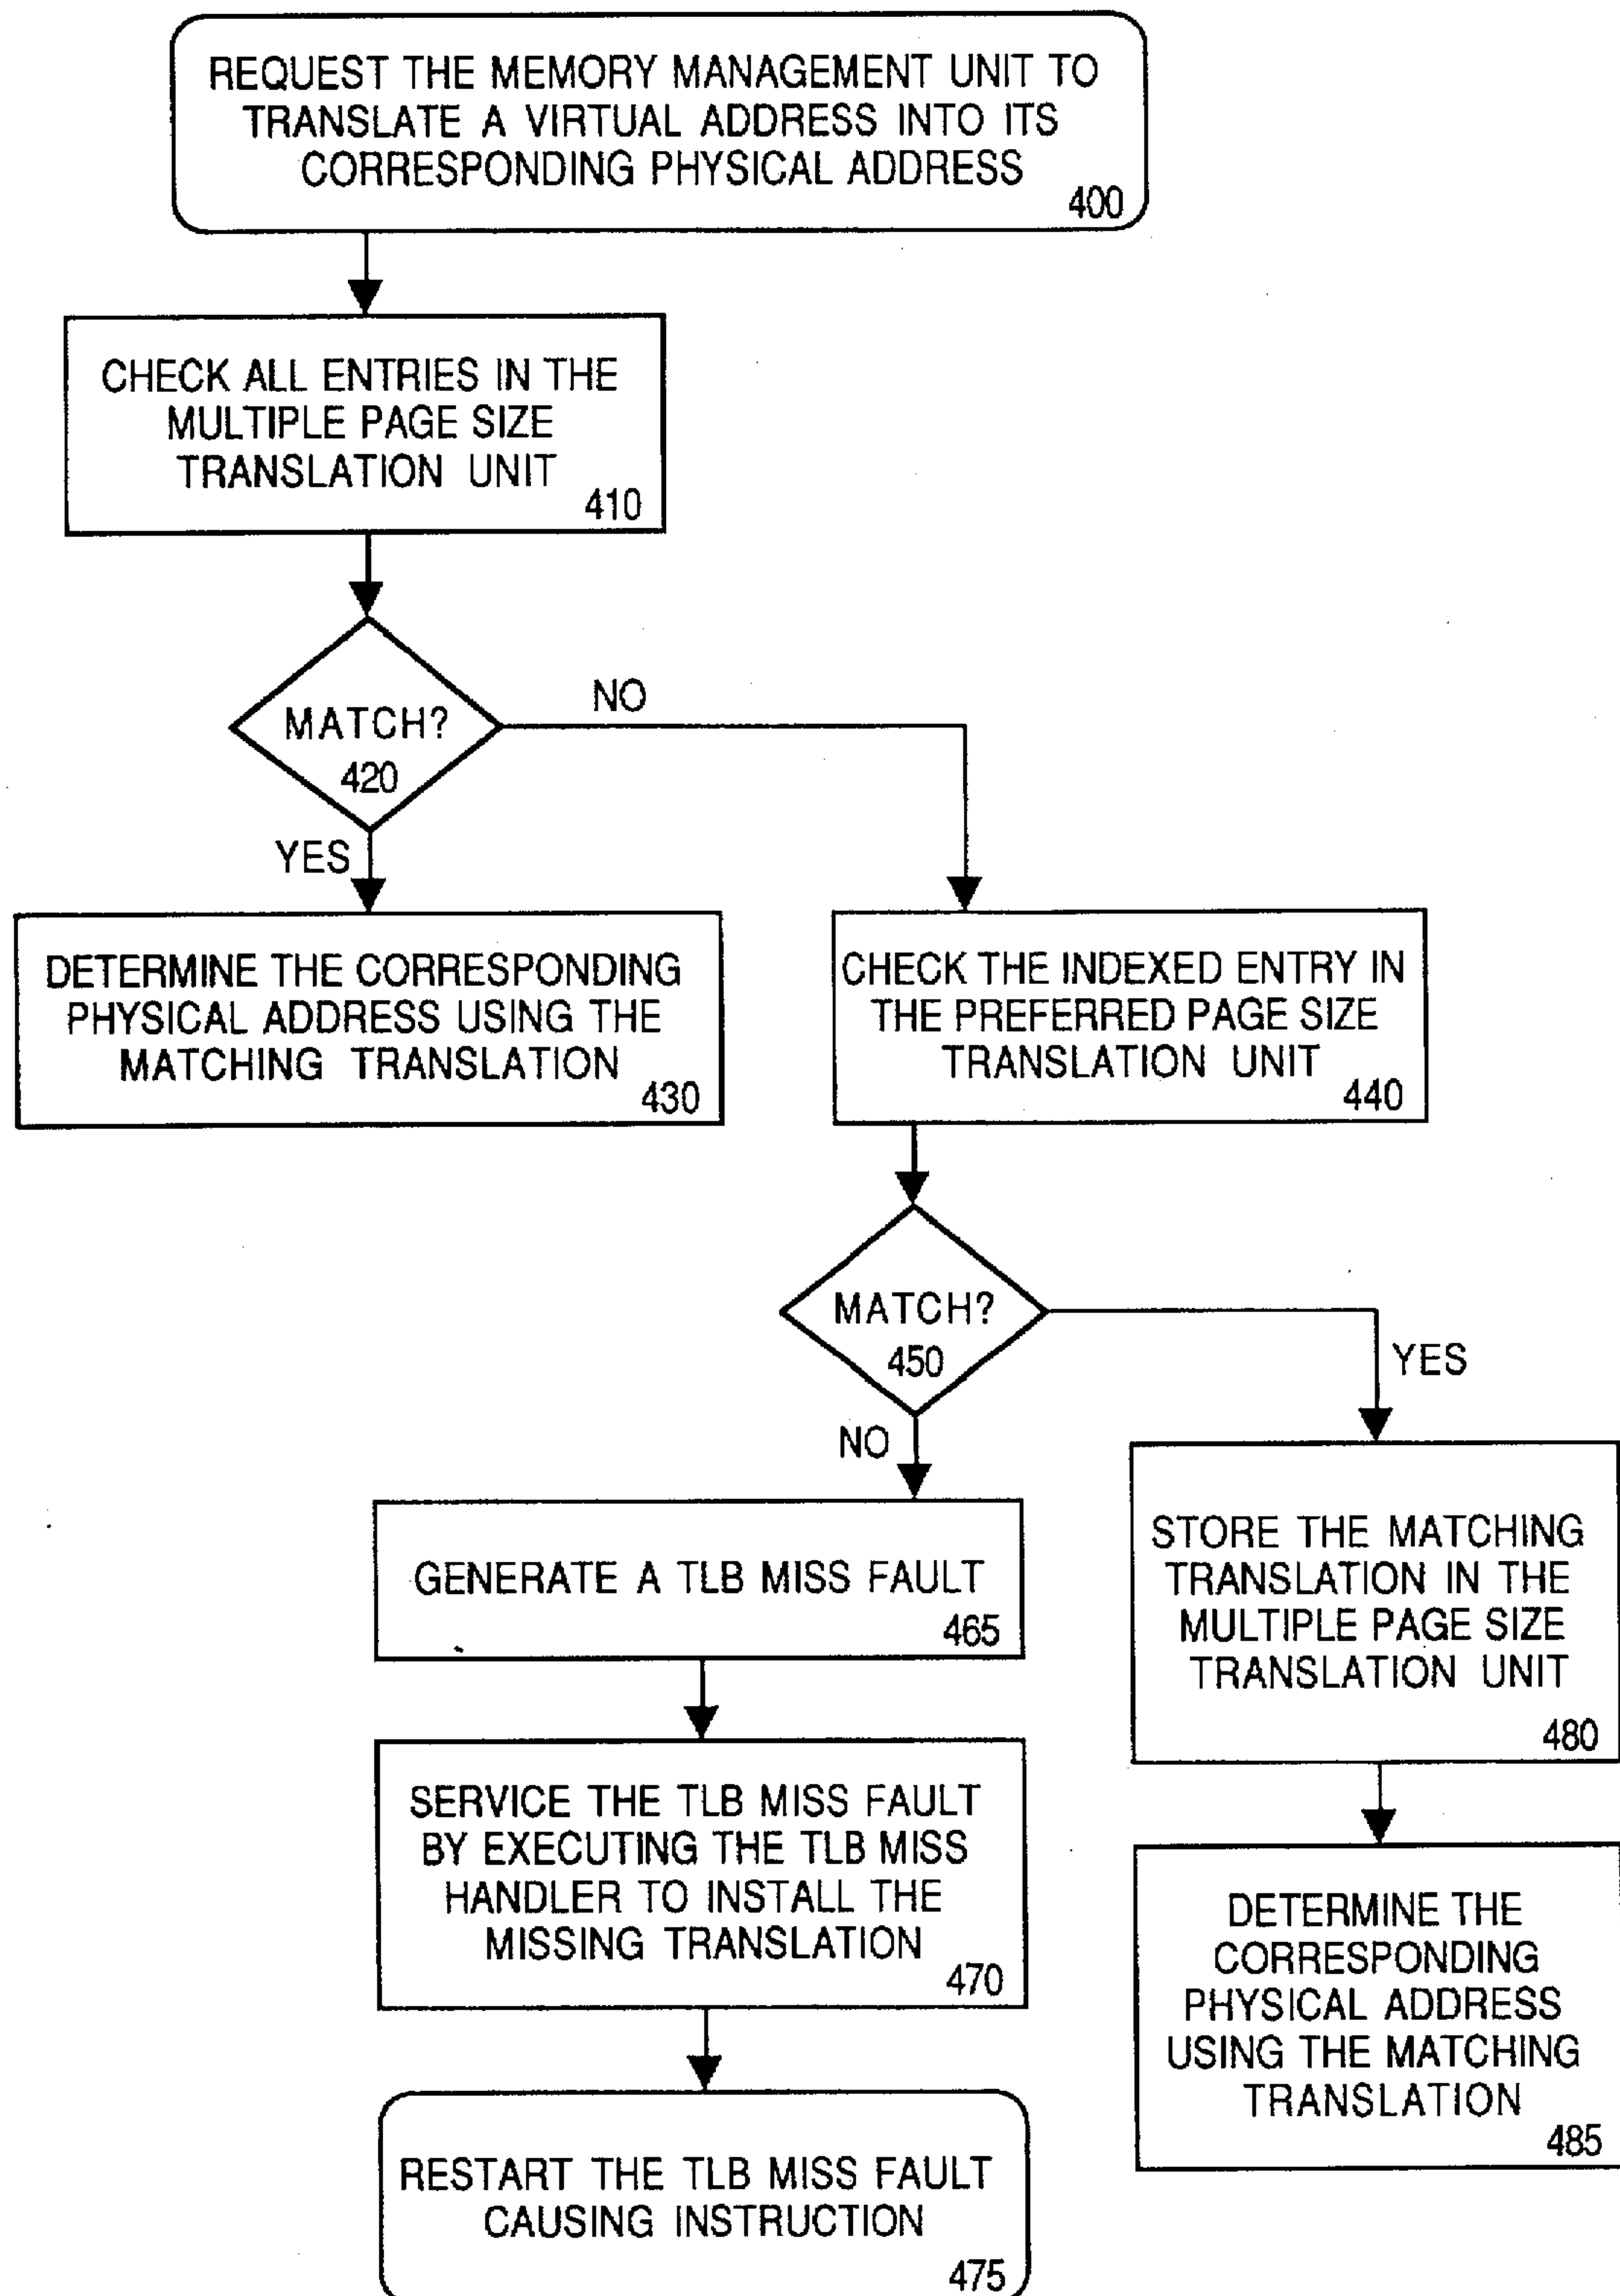 REQUEST THE MEMORY MANAGEMENT UNIT TO
TRANSLATE A VIRTUAL ADDRESS INTO ITS
CORRESPONDING PHYSICAL ADDRESS
400
CHECK ALL ENTRIES IN THE
MULTIPLE PAGE SIZE
TRANSLATION UNIT
410
MATCH?
420
NO
YES
DETERMINE THE CORRESPONDING
PHYSICAL ADDRESS USING THE
MATCHING TRANSLATION
430
CHECK THE INDEXED ENTRY IN
THE PREFERRED PAGE SIZE
TRANSLATION UNIT
440
MATCH?
450
YES
NO
GENERATE A TLB MISS FAULT
465
STORE THE MATCHING
TRANSLATION IN THE
MULTIPLE PAGE SIZE
TRANSLATION UNIT
480
SERVICE THE TLB MISS FAULT
BY EXECUTING THE TLB MISS
HANDLER TO INSTALL THE
MISSING TRANSLATION
470
DETERMINE THE
CORRESPONDING
PHYSICAL ADDRESS
USING THE MATCHING
TRANSLATION
485
RESTART THE TLB MISS FAULT
CAUSING INSTRUCTION
475